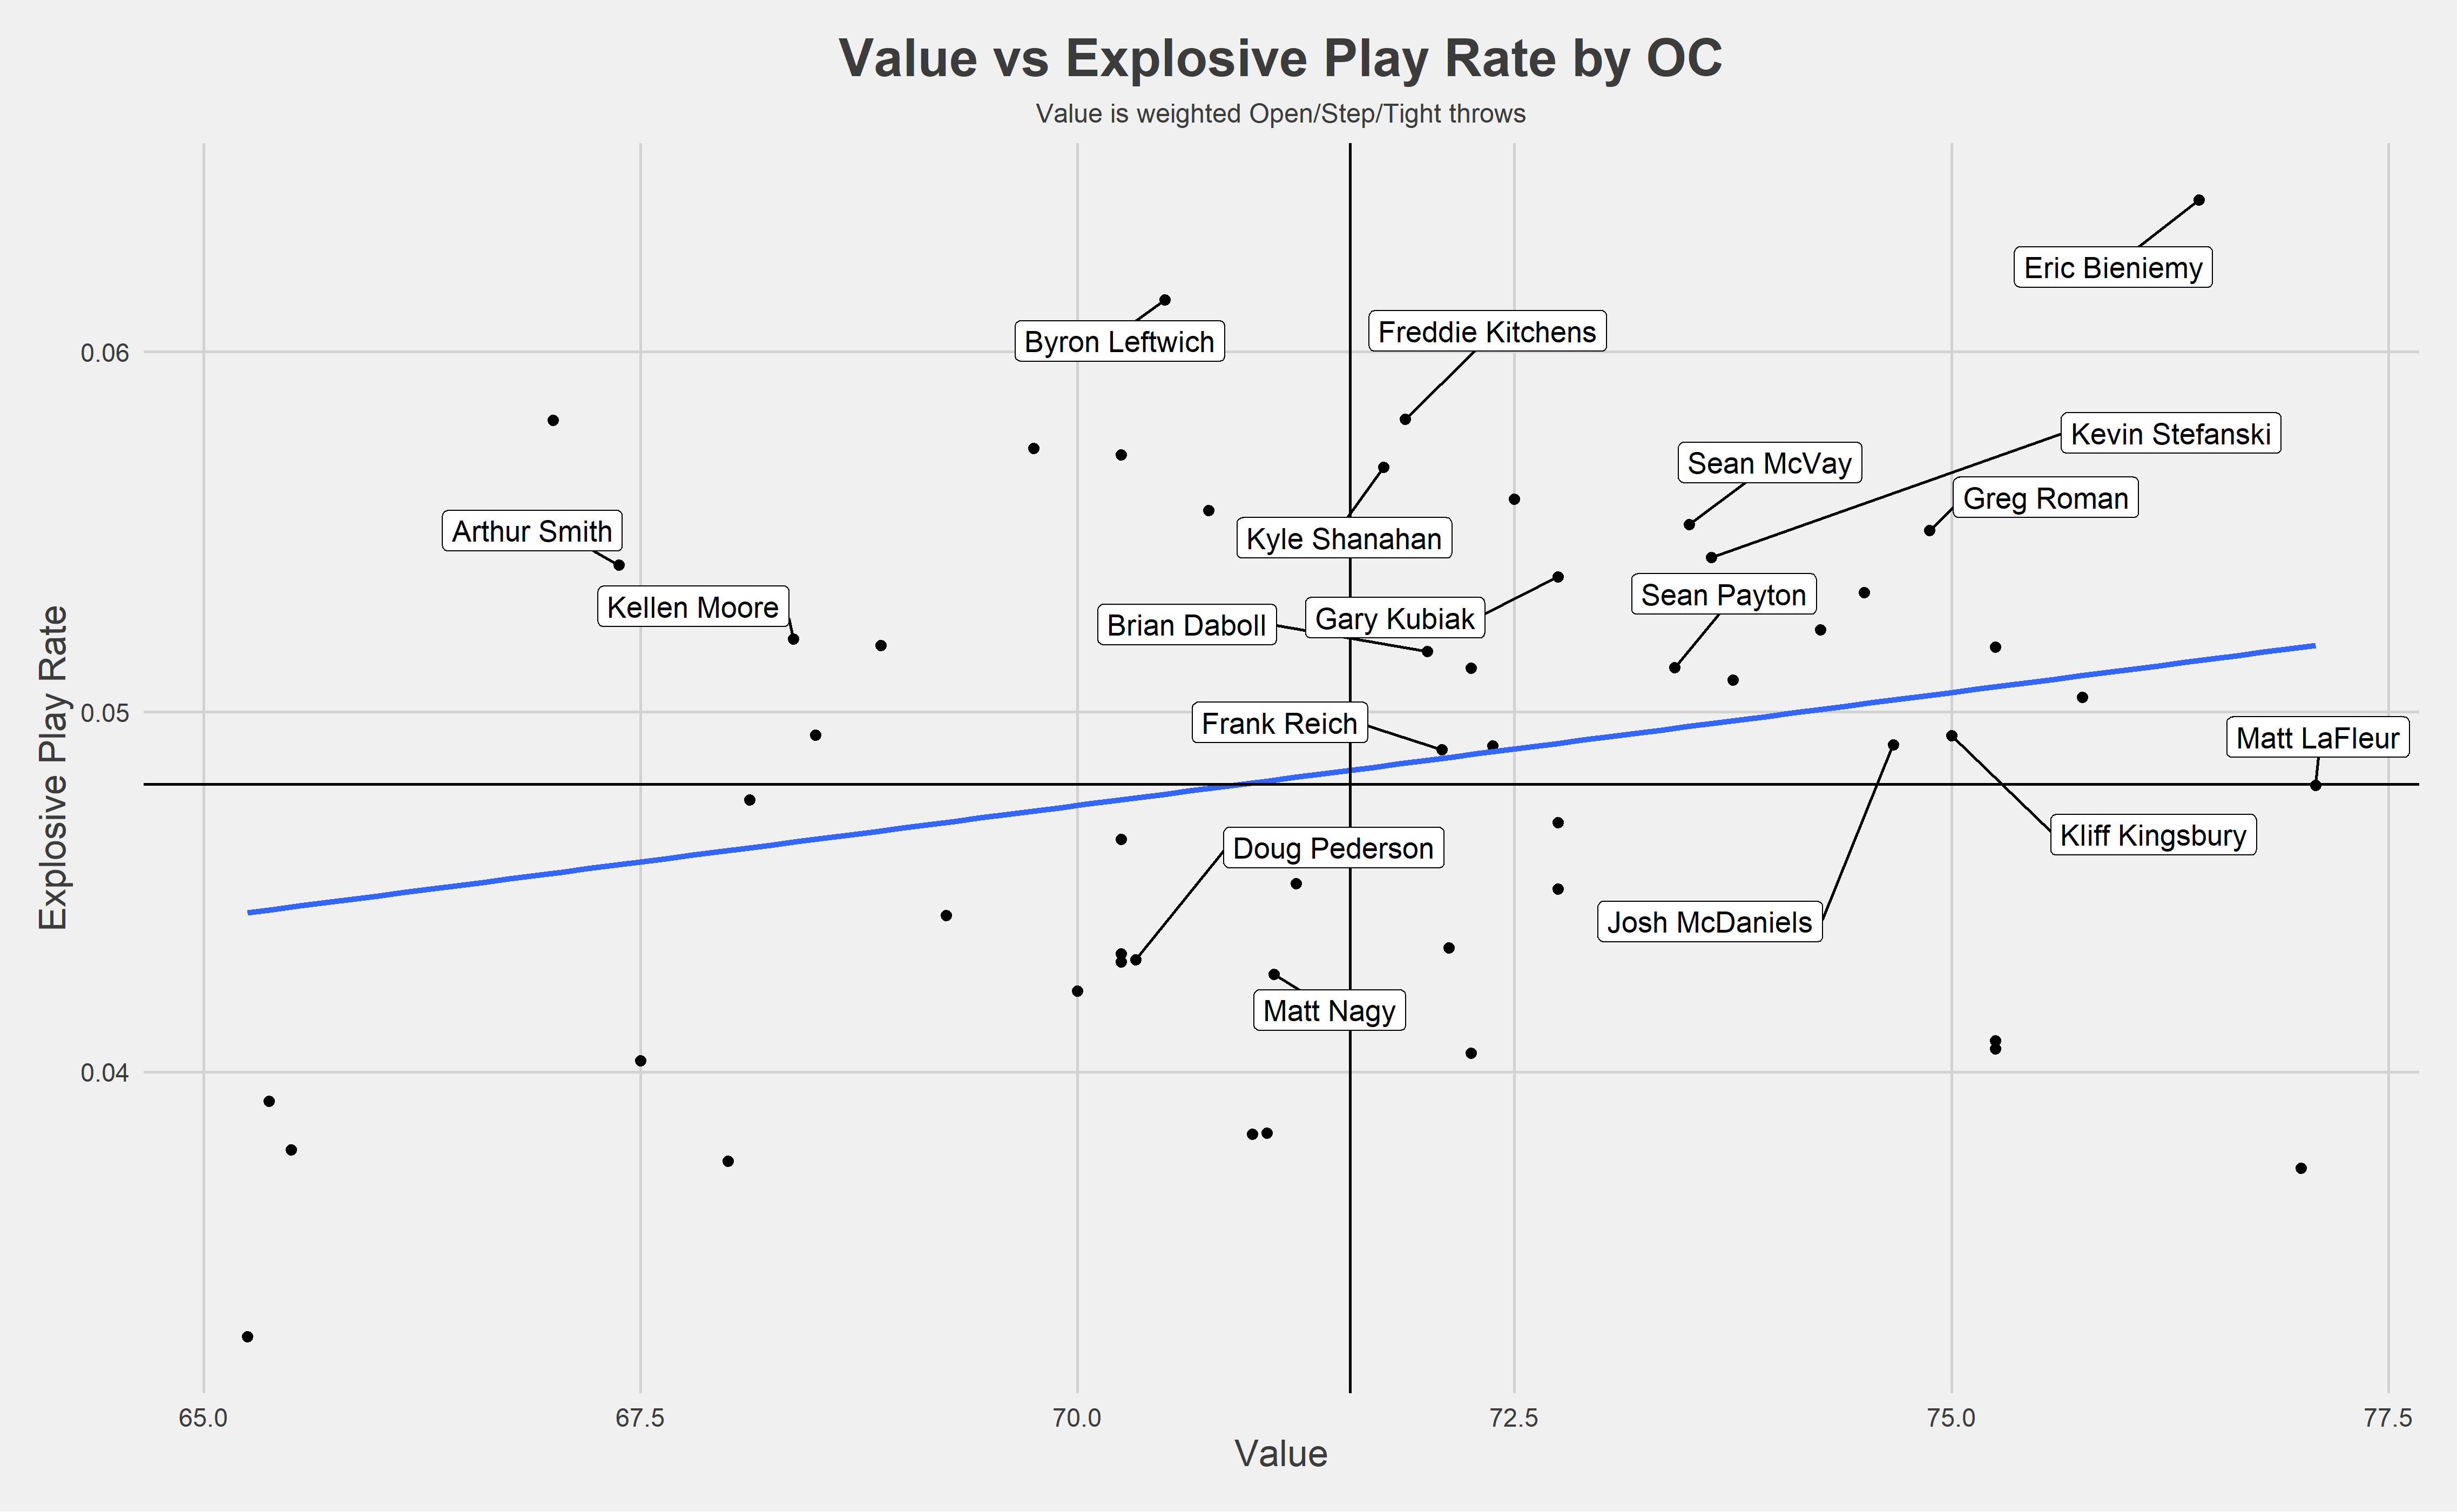 Value vs Explosive Play Rate by OC
Value is weighted Open/Step/Tight throws
Eric Bieniemy
Byron Leftwich
Freddie Kitchens
Kevin Stefanski
Sean McVay
Greg Roman
Arthur Smith
Kyle Shanahan
Kellen Moore
Sean Payton
Brian Daboll
Gary Kubiak
Frank Reich
Matt LaFleur
Doug Pederson
Kliff Kingsbury
Josh McDaniels
Matt Nagy
Explosive Play Rate
0.06
0.05
0.04
65.0
67.5
70.0
72.5
75.0
77.5
Value